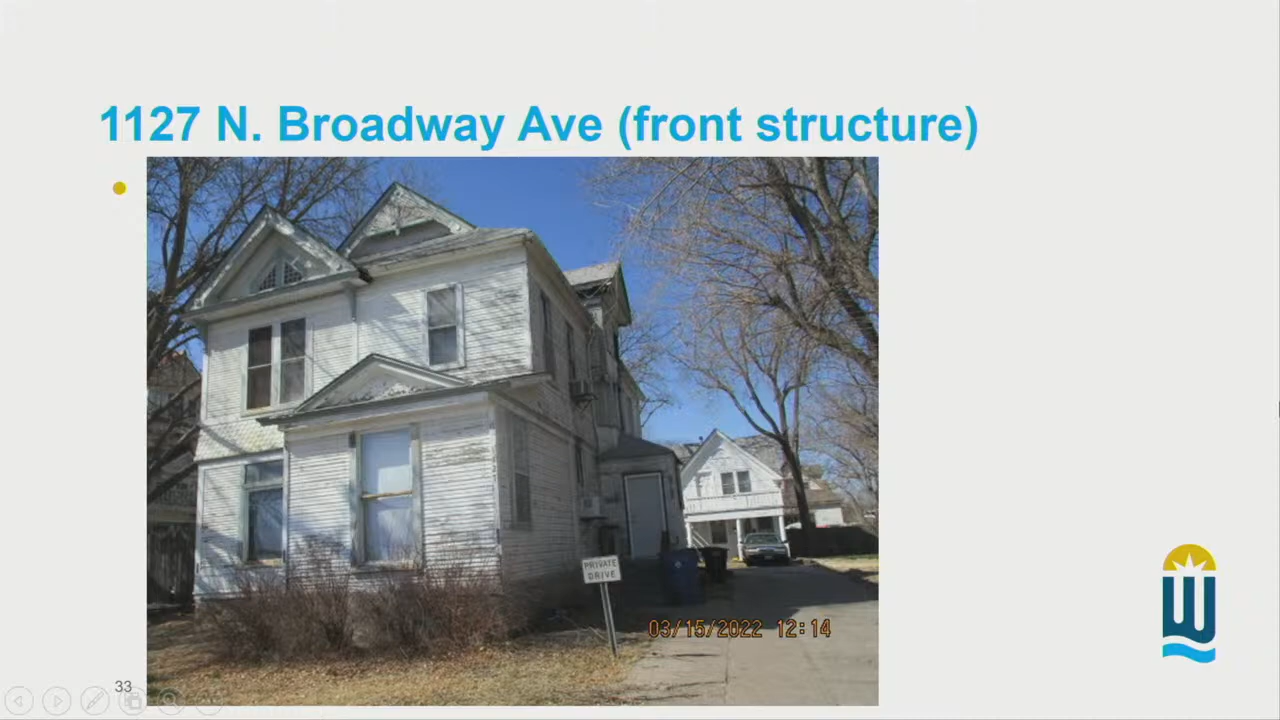 1127 N. Broadway Ave (front structure)
PRIVATE
DRIVE
03/15/2022 12:14
33
W